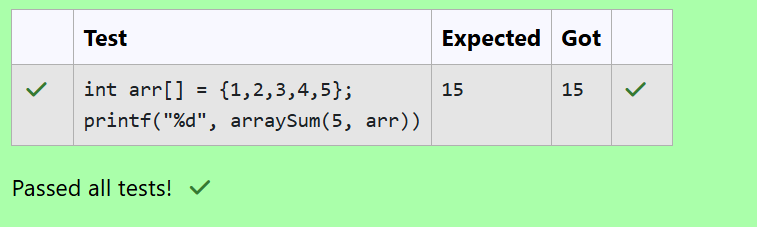 Test Expected Got
int arr[] = {1,2,3,4,5}; 15 15
printf("%d", arraySum(5, arr))
Passed all tests!